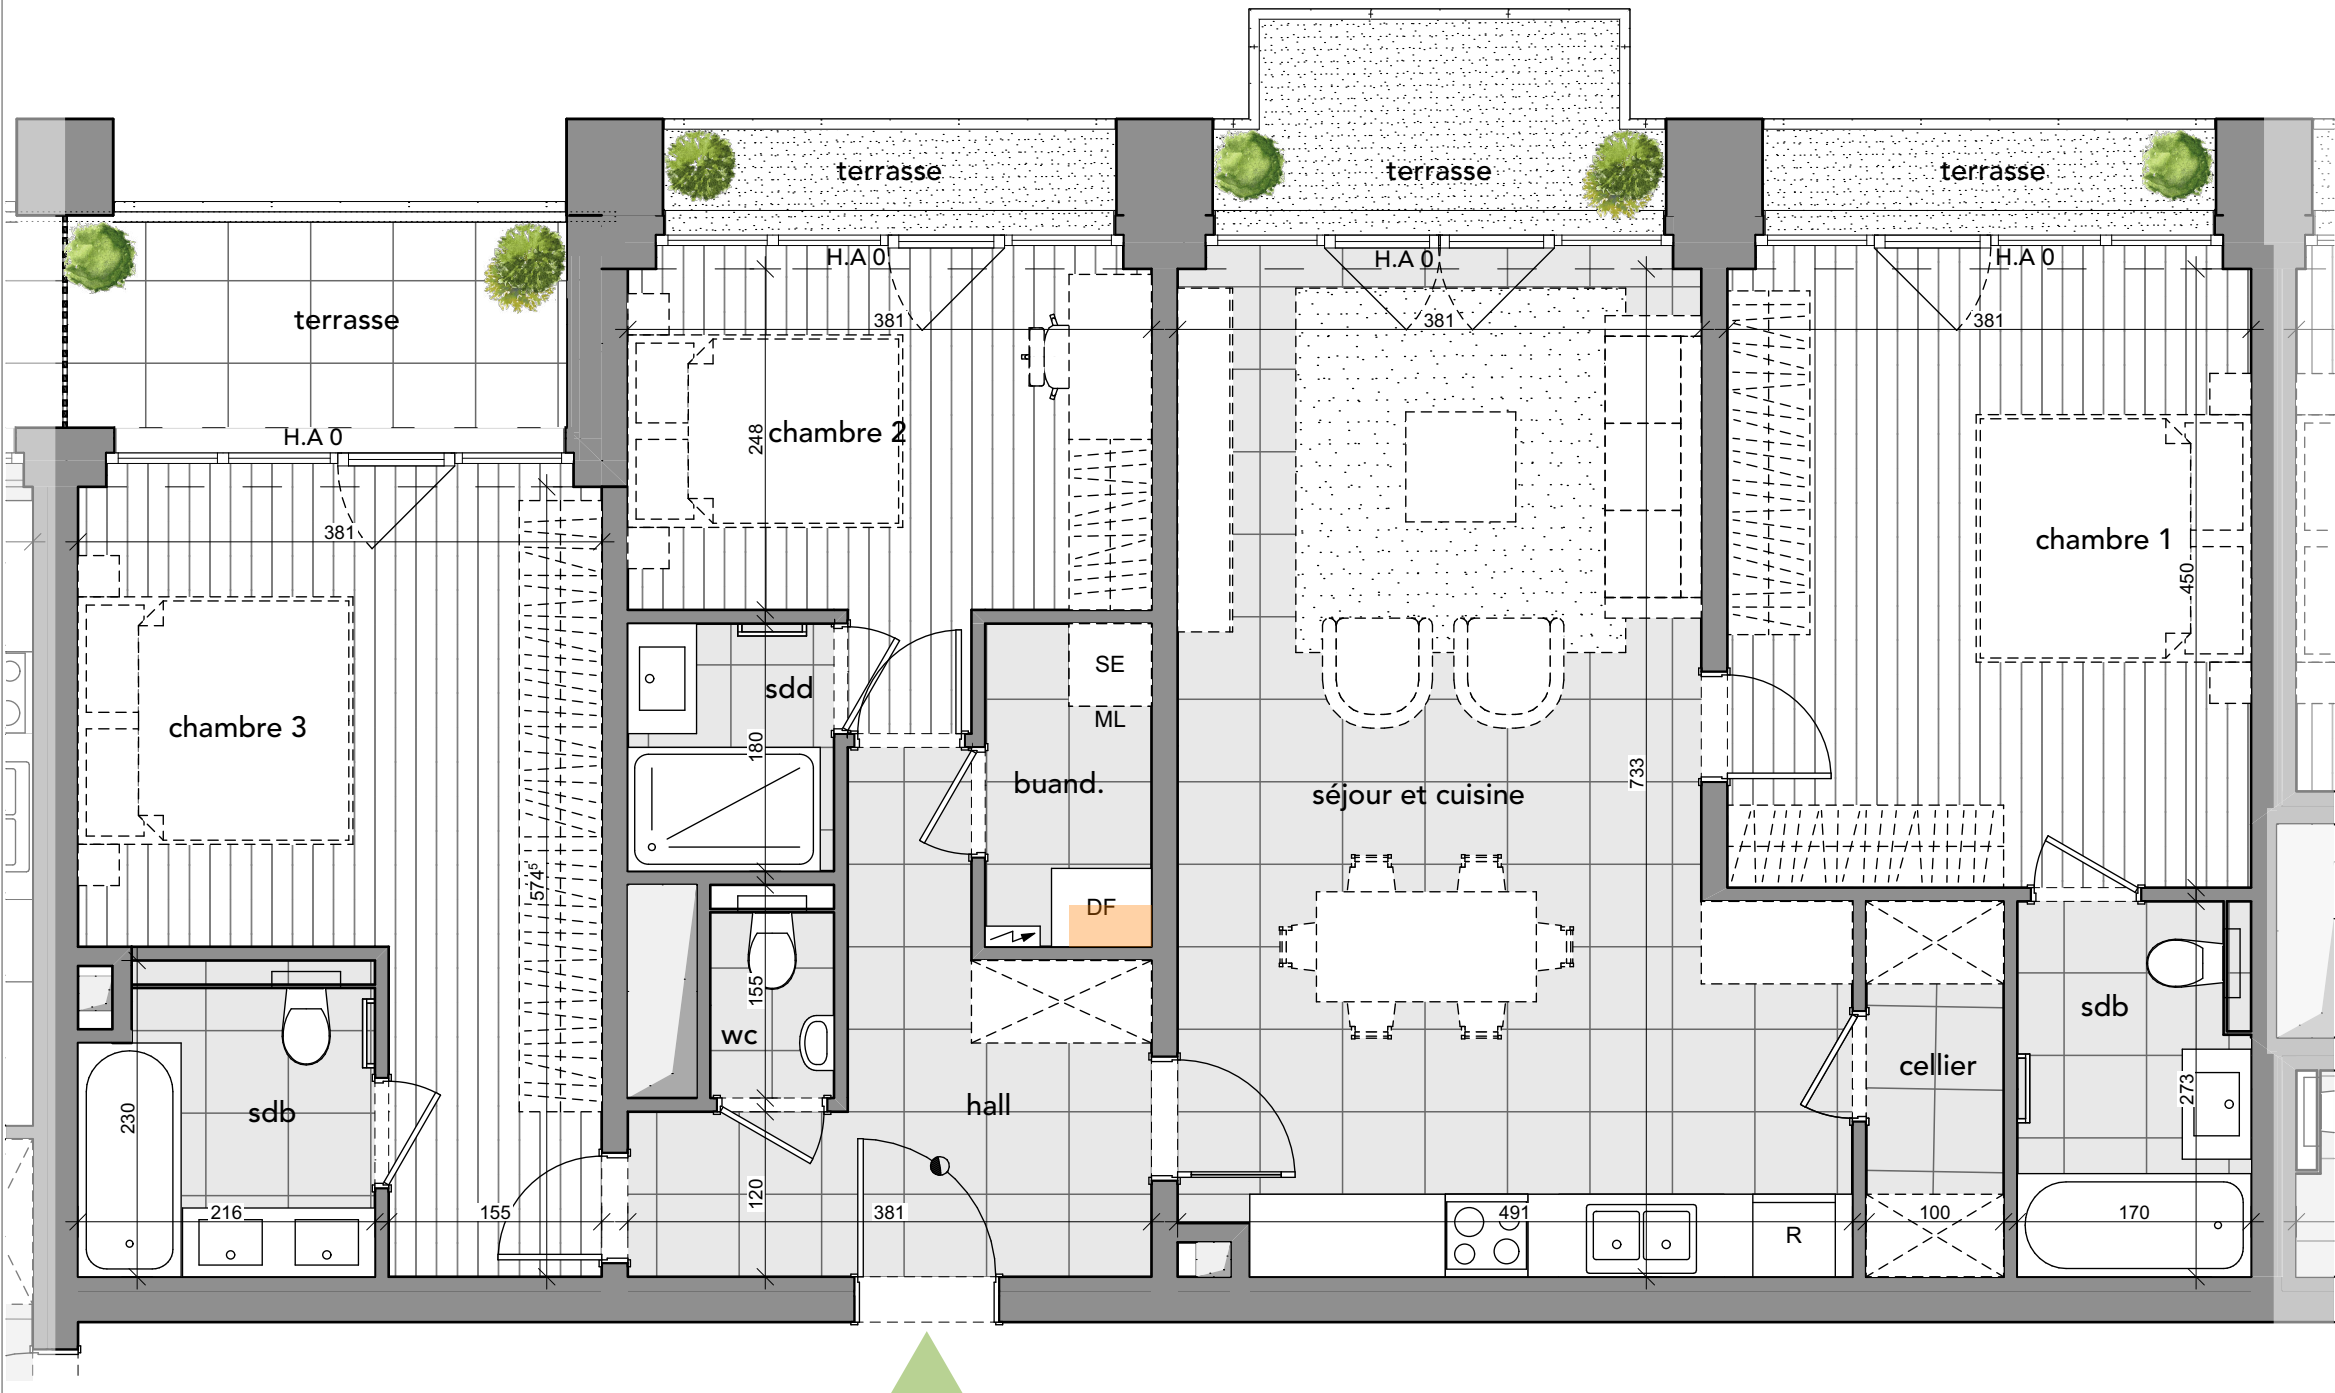 terrasse
terrasse
terrasse
terrasse
H.A 0
H.A 0
H.A 0
H.A 0
381
381
381
381
248
chambre 2
chambre 1
450
chambre 3
574⁵
sdd
180
SE
ML
buand.
DF
séjour et cuisine
733
155
wc
hall
sdb
cellier
273
230
sdb
120
216
155
381
491
R
100
170